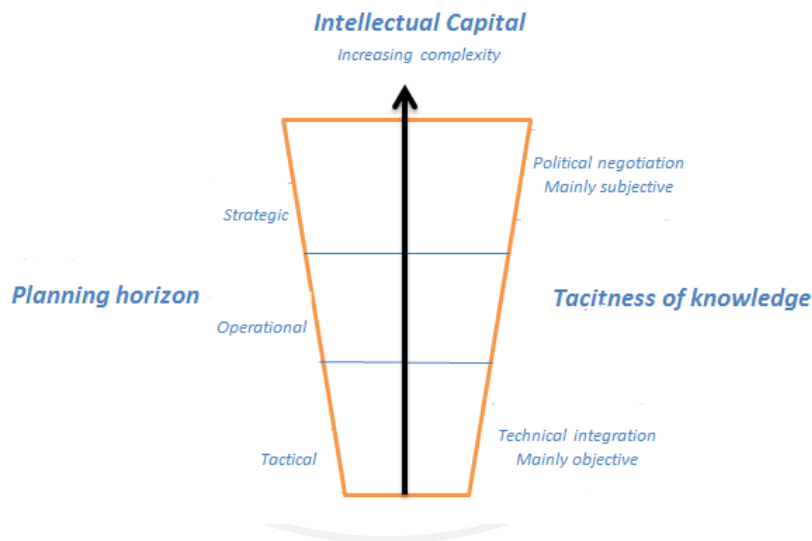 Intellectual Capital
Increasing complexity
Political negotiation
Mainly subjective
Strategic
Planning horizon
Tacitness of knowledge
Operational
Technical integration
Mainly objective
Tactical